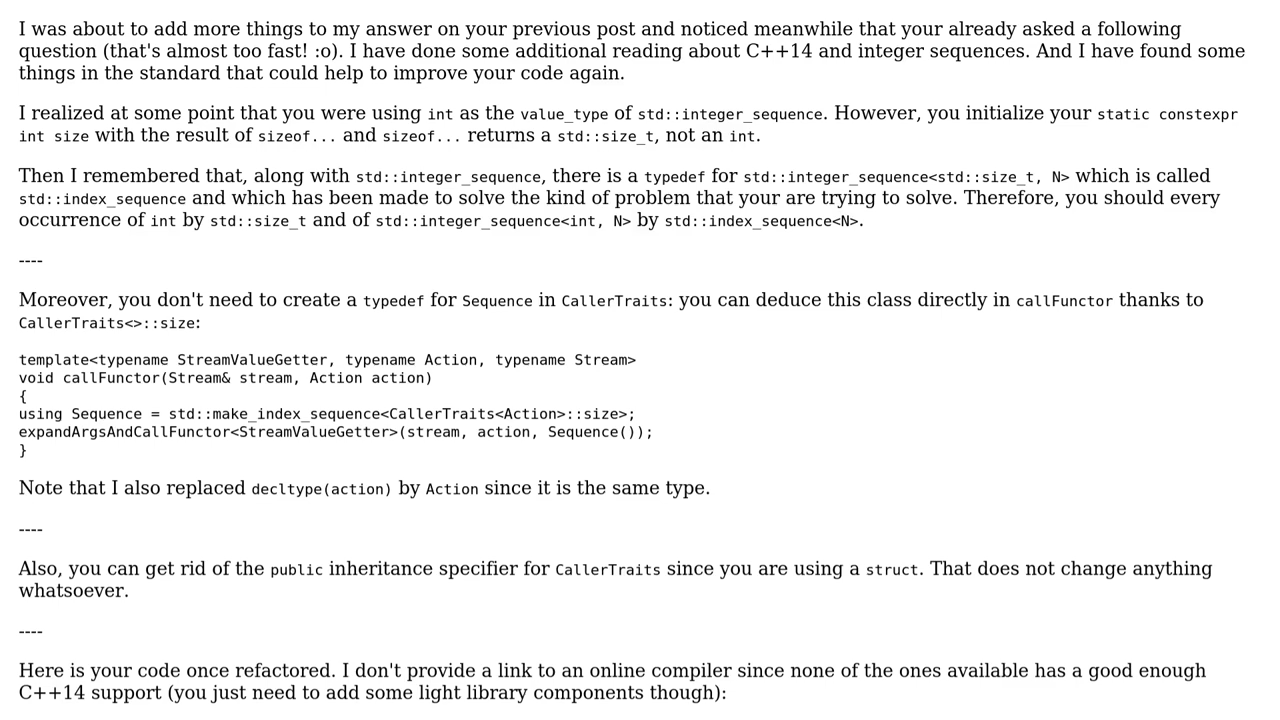 I was about to add more things to my answer on your previous post and noticed meanwhile that your already asked a following
question (that's almost too fast! :o). I have done some additional reading about C++14 and integer sequences. And I have found some
things in the standard that could help to improve your code again.
I realized at some point that you were using int as the value_type of std::integer_sequence. However, you initialize your static constexpr
int size with the result of sizeof... and sizeof... returns a std::size_t, not an int.
Then I remembered that, along with std::integer_sequence, there is a typedef for std::integer_sequence<std::size_t, N> which is called
std::index_sequence and which has been made to solve the kind of problem that your are trying to solve. Therefore, you should every
occurrence of int by std::size_t and of std::integer_sequence<int, N> by std::index_sequence<N>.
----
Moreover, you don't need to create a typedef for Sequence in CallerTraits: you can deduce this class directly in callFunctor thanks to
CallerTraits<>::size:
template<typename StreamValueGetter, typename Action, typename Stream>
void callFunctor(Stream& stream, Action action)
{
using Sequence = std::make_index_sequence<CallerTraits<Action>::size>;
expandArgsAndCallFunctor<StreamValueGetter>(stream, action, Sequence());
}
Note that I also replaced decltype(action) by Action since it is the same type.
----
Also, you can get rid of the public inheritance specifier for CallerTraits since you are using a struct. That does not change anything
whatsoever.
----
Here is your code once refactored. I don't provide a link to an online compiler since none of the ones available has a good enough
C++14 support (you just need to add some light library components though):